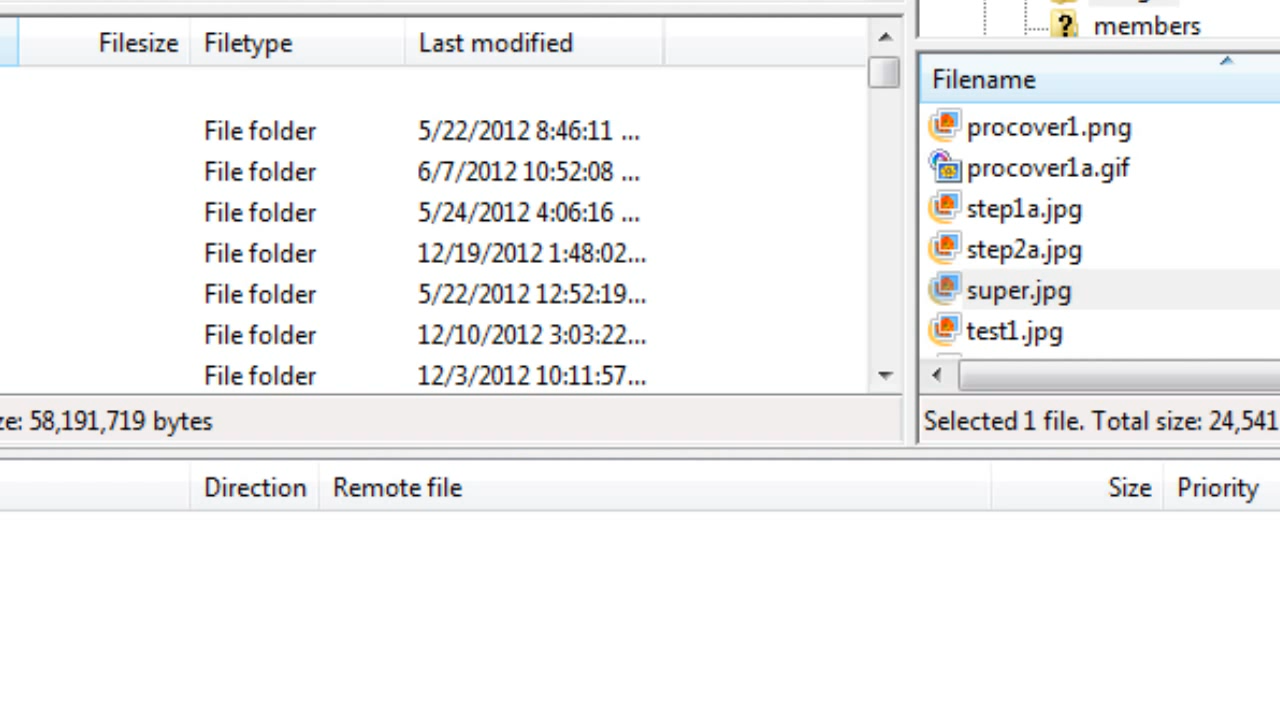 members
Filesize Filetype Last modified
Filename
File folder 5/22/2012 8:46:11 ...
File folder 6/7/2012 10:52:08 ...
File folder 5/24/2012 4:06:16 ...
File folder 12/19/2012 1:48:02...
File folder 5/22/2012 12:52:19...
File folder 12/10/2012 3:03:22...
File folder 12/3/2012 10:11:57...
procover1.png
procover1a.gif
step1a.jpg
step2a.jpg
super.jpg
test1.jpg
ze: 58,191,719 bytes
Selected 1 file. Total size: 24,541
Direction Remote file Size Priority